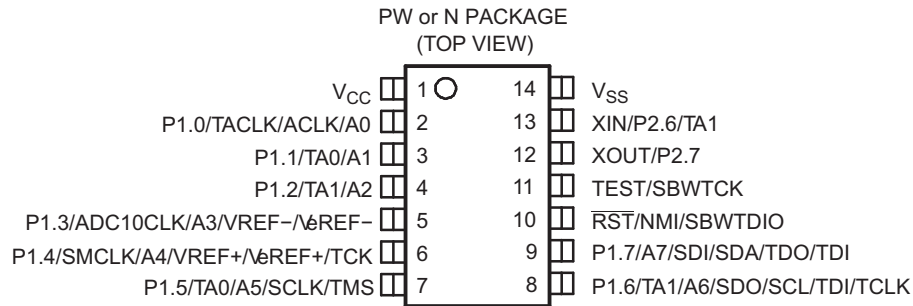 PW or N PACKAGE
(TOP VIEW)
VCC 1 14 VSS
P1.0/TACLK/ACLK/A0 2 13 XIN/P2.6/TA1
P1.1/TA0/A1 3 12 XOUT/P2.7
P1.2/TA1/A2 4 11 TEST/SBWTCK
P1.3/ADC10CLK/A3/VREF−/VeREF− 5 10 RST/NMI/SBWTDIO
P1.4/SMCLK/A4/VREF+/VeREF+/TCK 6 9 P1.7/A7/SDI/SDA/TDO/TDI
P1.5/TA0/A5/SCLK/TMS 7 8 P1.6/TA1/A6/SDO/SCL/TDI/TCLK